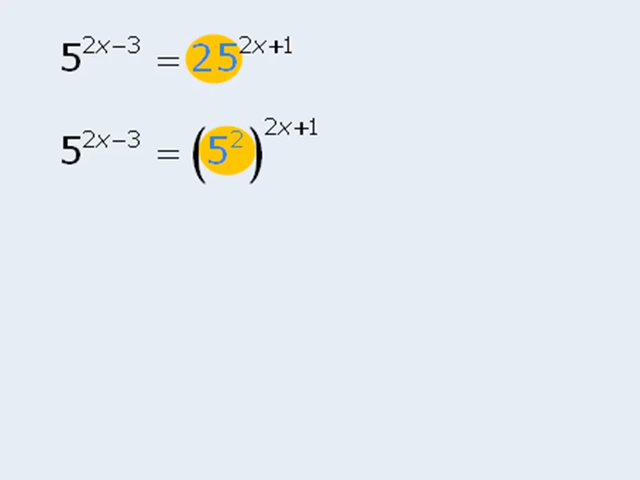 5^{2x−3} = 25^{2x+1}
5^{2x−3} = (5^2)^{2x+1}